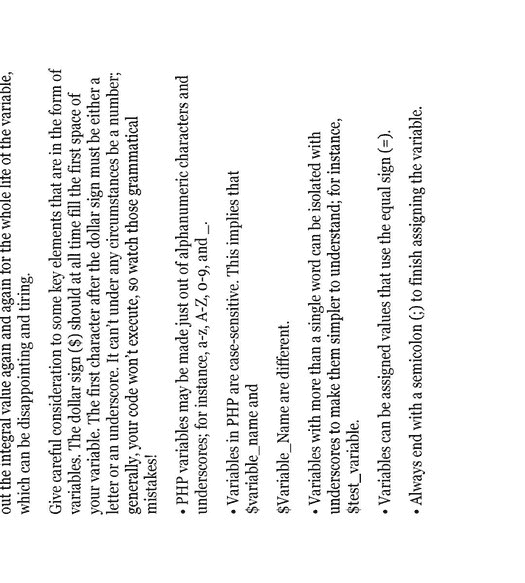 out the integral value again and again for the whole life of the variable,
which can be disappointing and tiring.
Give careful consideration to some key elements that are in the form of
variables. The dollar sign ($) should at all time fill the first space of
your variable. The first character after the dollar sign must be either a
letter or an underscore. It can't under any circumstances be a number;
generally, your code won't execute, so watch those grammatical
mistakes!
• PHP variables may be made just out of alphanumeric characters and
underscores; for instance, a-z, A-Z, 0-9, and _.
• Variables in PHP are case-sensitive. This implies that
$variable_name and
$Variable_Name are different.
• Variables with more than a single word can be isolated with
underscores to make them simpler to understand; for instance,
$test_variable.
• Variables can be assigned values that use the equal sign (=).
• Always end with a semicolon (;) to finish assigning the variable.